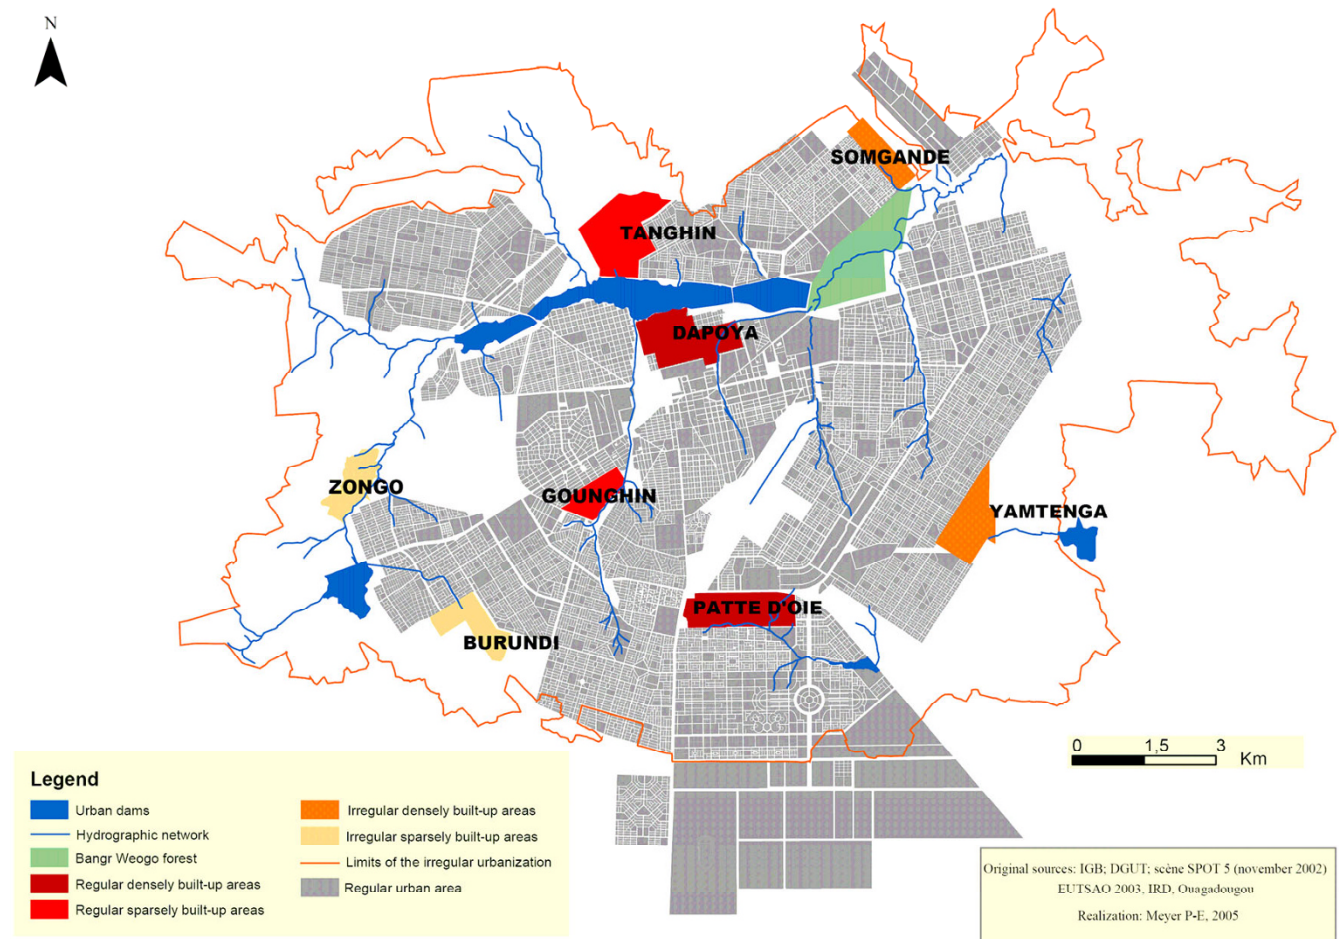 N
SOMGANDE
TANGHIN
DAPOYA
ZONGO
GOUNGHIN
YAMTENGA
PATTE D'OIE
BURUNDI
0 1,5 3 Km
Legend
Urban dams
Hydrographic network
Bangr Weogo forest
Regular densely built-up areas
Regular sparsely built-up areas
Irregular densely built-up areas
Irregular sparsely built-up areas
Limits of the irregular urbanization
Regular urban area
Original sources: IGB; DGUT; scène SPOT 5 (november 2002)
EUTSAO 2003, IRD, Ouagadougou
Realization: Meyer P-E, 2005